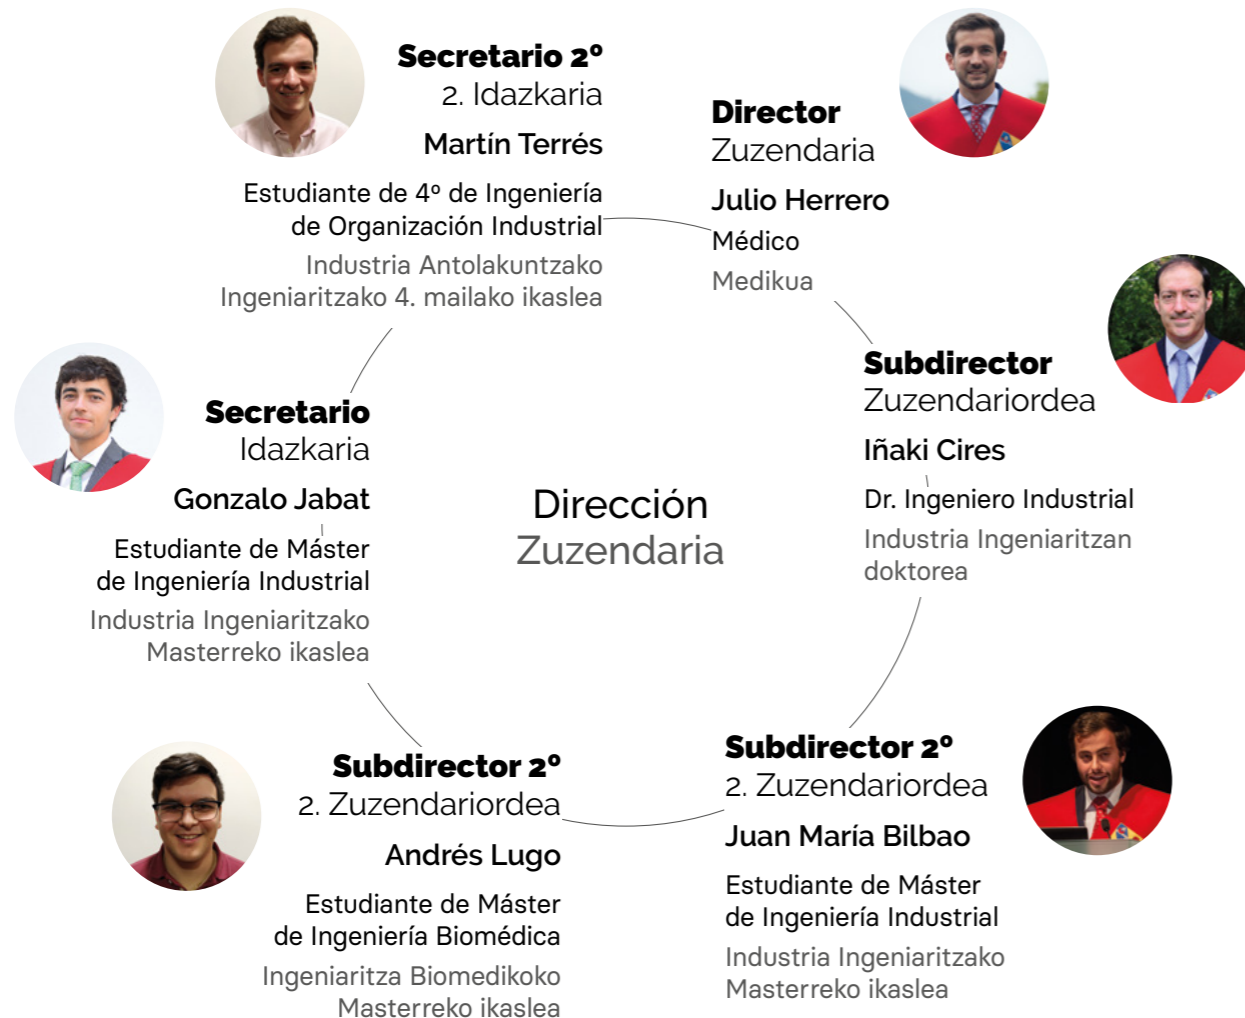 Secretario 2º
2. Idazkaria
Martín Terrés
Estudiante de 4º de Ingeniería
de Organización Industrial
Industria Antolakuntzako
Ingeniaritzako 4. mailako ikaslea
Director
Zuzendaria
Julio Herrero
Médico
Medikua
Subdirector
Zuzendariordea
Iñaki Cires
Dr. Ingeniero Industrial
Industria Ingeniaritzan
doktorea
Secretario
Idazkaria
Gonzalo Jabat
Estudiante de Máster
de Ingeniería Industrial
Industria Ingeniaritzako
Masterreko ikaslea
Dirección
Zuzendaria
Subdirector 2º
2. Zuzendariordea
Andrés Lugo
Estudiante de Máster
de Ingeniería Biomédica
Ingeniaritza Biomedikoko
Masterreko ikaslea
Subdirector 2º
2. Zuzendariordea
Juan María Bilbao
Estudiante de Máster
de Ingeniería Industrial
Industria Ingeniaritzako
Masterreko ikaslea